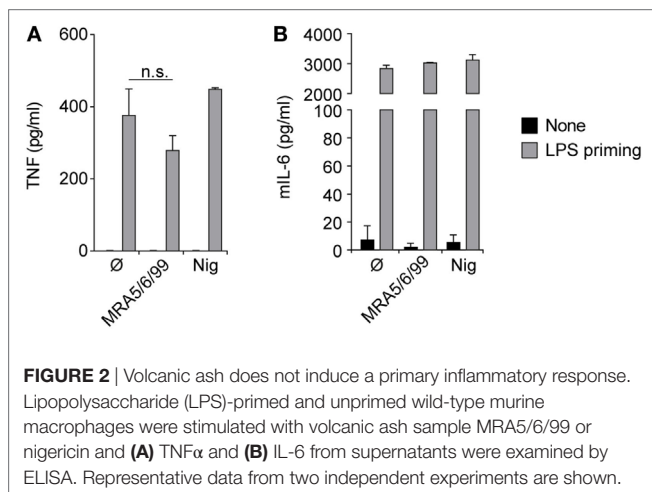 A
600
400
200
0
TNF (pg/ml)
n.s.
Ø
MRA5/6/99
Nig
B
4000
3000
2000
100
80
60
40
20
0
mIL-6 (pg/ml)
Ø
MRA5/6/99
Nig
None
LPS priming
FIGURE 2 | Volcanic ash does not induce a primary inflammatory response.
Lipopolysaccharide (LPS)-primed and unprimed wild-type murine
macrophages were stimulated with volcanic ash sample MRA5/6/99 or
nigericin and (A) TNFα and (B) IL-6 from supernatants were examined by
ELISA. Representative data from two independent experiments are shown.